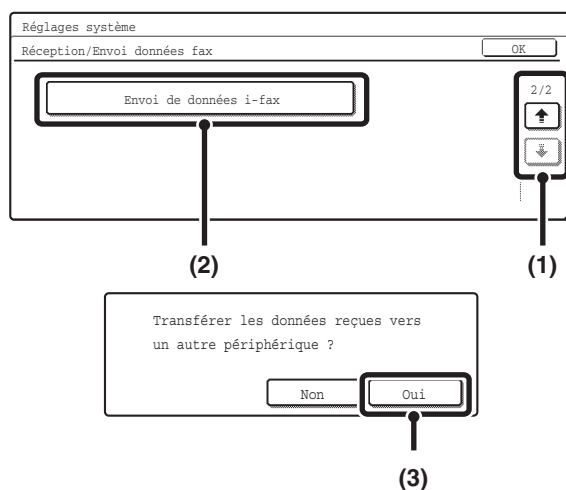 Réglages système
Réception/Envoi données fax
OK
Envoi de données i-fax
2/2
(2)
(1)
Transférer les données reçues vers
un autre périphérique ?
Non
Oui
(3)